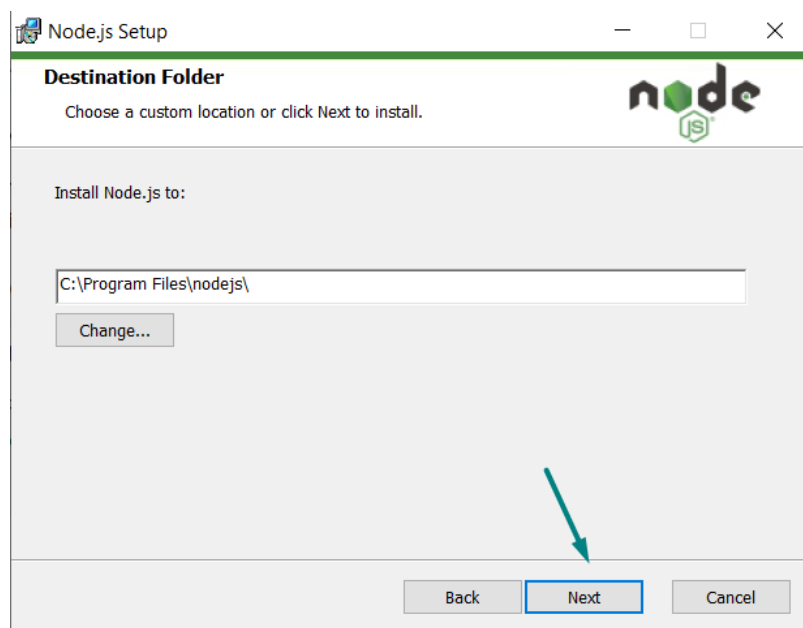 Node.js Setup
Destination Folder
Choose a custom location or click Next to install.
node
JS
Install Node.js to:
C:\Program Files\nodejs\
Change...
Back
Next
Cancel